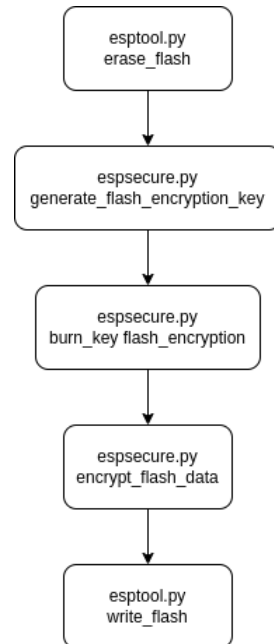 esptool.py
erase_flash
espsecure.py
generate_flash_encryption_key
espsecure.py
burn_key flash_encryption
espsecure.py
encrypt_flash_data
esptool.py
write_flash